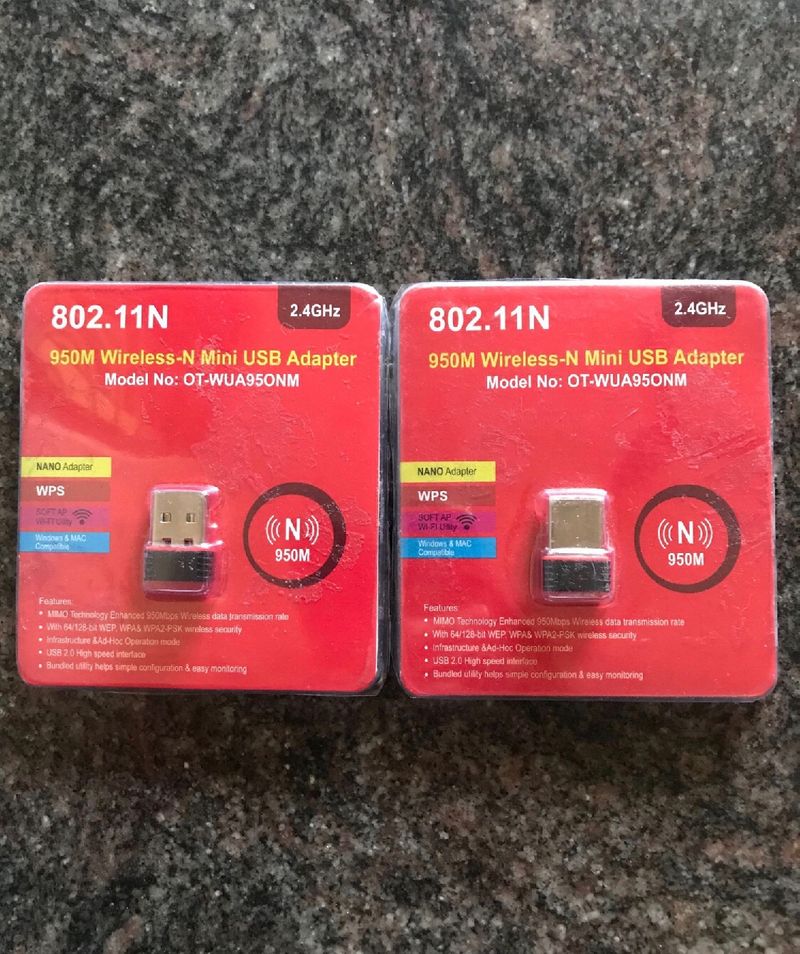 802.11N
2.4GHz
950M Wireless-N Mini USB Adapter
Model No: OT-WUA95ONM
NANO Adapter
WPS
SOFT AP
Wi-Fi Utility
Windows & MAC
Compatible
((N))
950M
Features:
• MIMO Technology Enhanced 950Mbps Wireless data transmission rate
• With 64/128-bit WEP, WPA& WPA2-PSK wireless security
• Infrastructure &Ad-Hoc Operation mode
• USB 2.0 High speed interface
• Bundled utility helps simple configuration & easy monitoring
802.11N
2.4GHz
950M Wireless-N Mini USB Adapter
Model No: OT-WUA95ONM
NANO Adapter
WPS
SOFT AP
Wi-Fi Utility
Windows & MAC
Compatible
((N))
950M
Features:
• MIMO Technology Enhanced 950Mbps Wireless data transmission rate
• With 64/128-bit WEP, WPA& WPA2-PSK wireless security
• Infrastructure &Ad-Hoc Operation mode
• USB 2.0 High speed interface
• Bundled utility helps simple configuration & easy monitoring